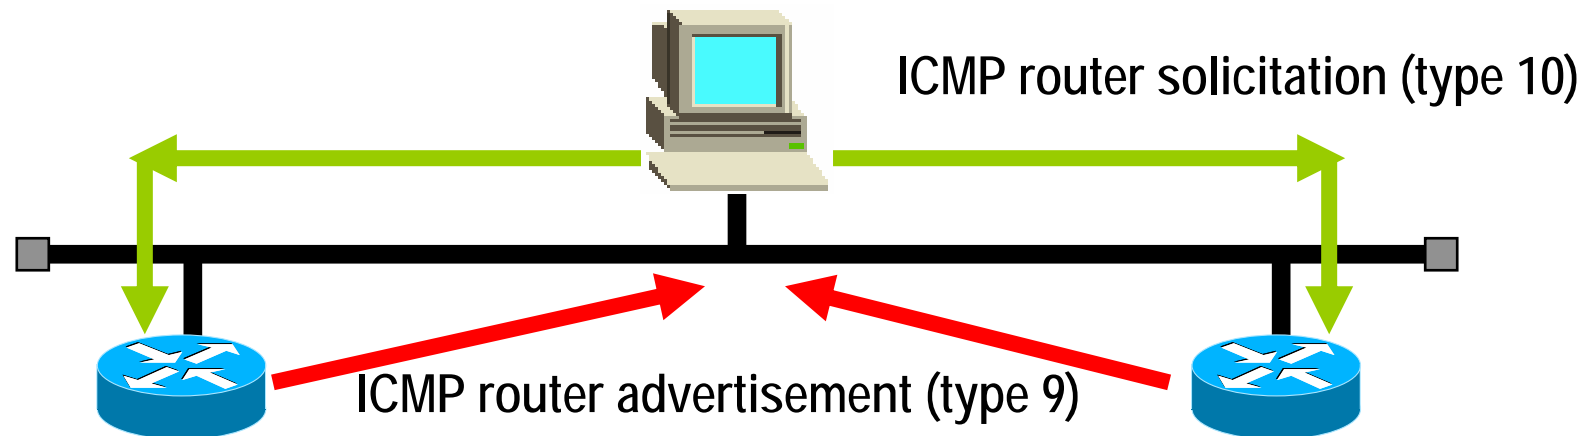 ICMP router solicitation (type 10)
ICMP router advertisement (type 9)